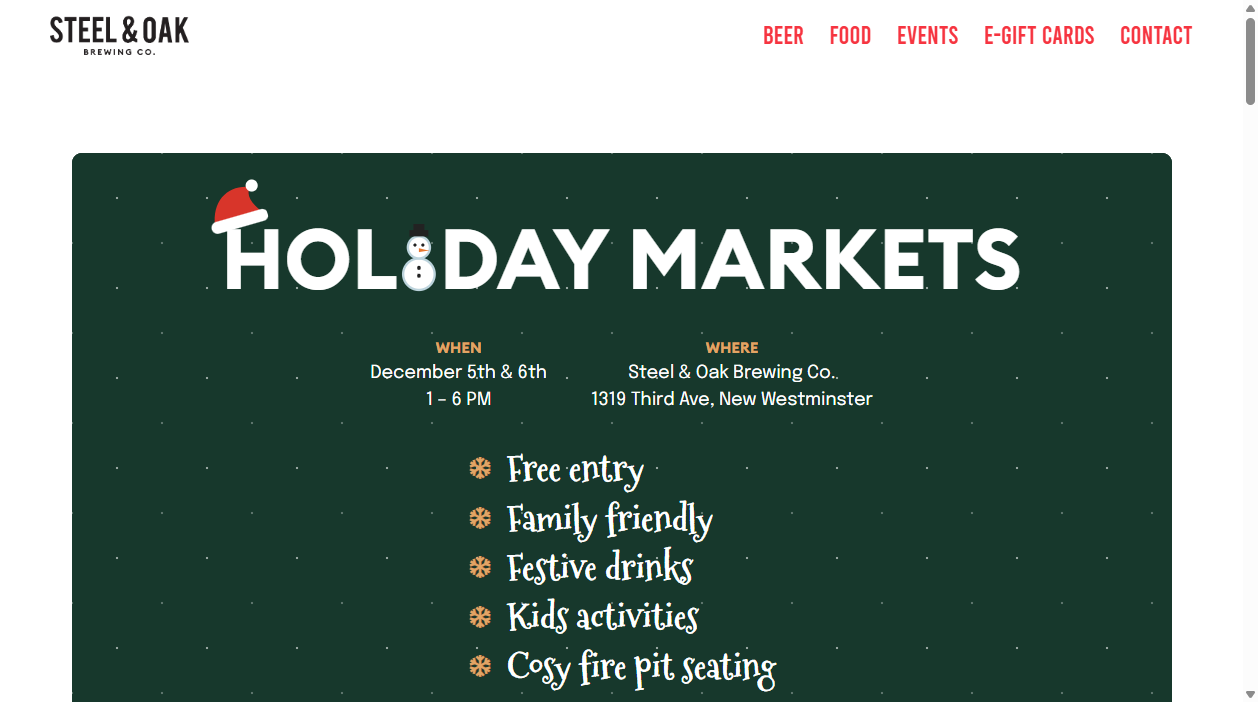 STEEL & OAK
BREWING CO.
BEER FOOD EVENTS E-GIFT CARDS CONTACT
HOLIDAY MARKETS
WHEN
December 5th & 6th
1 – 6 PM
WHERE
Steel & Oak Brewing Co.
1319 Third Ave, New Westminster
Free entry
Family friendly
Festive drinks
Kids activities
Cosy fire pit seating